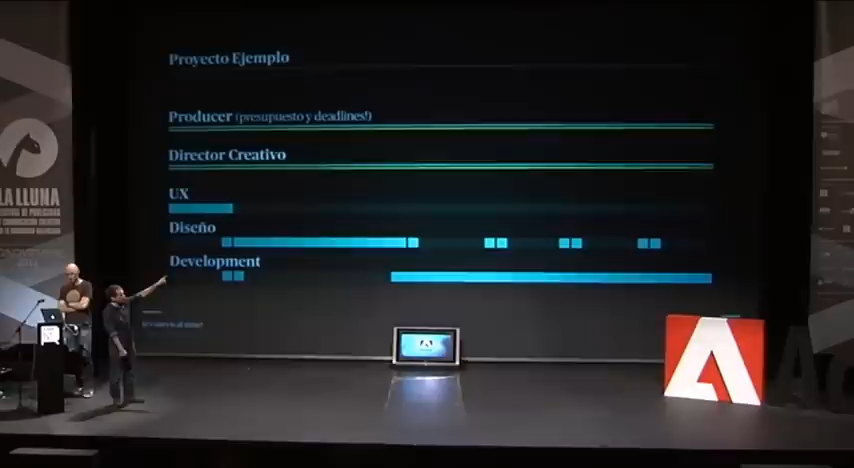 Proyecto Ejemplo
Producer (presupuesto y deadlines!)
Director Creativo
UX
Diseño
Development
LA LLUNA